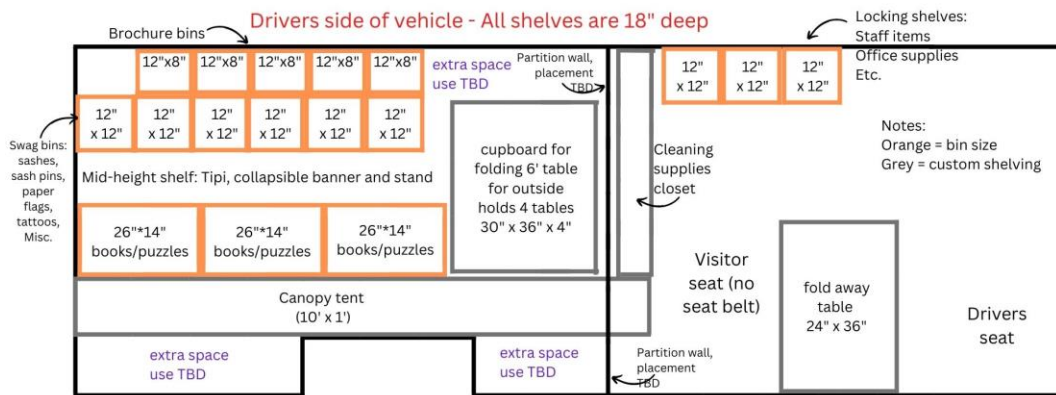 Drivers side of vehicle - All shelves are 18" deep
Brochure bins
12"x8"
12"x8"
12"x8"
12"x8"
12"x8"
extra space
use TBD
Partition wall,
placement
TBD
12"
x 12"
12"
x 12"
12"
x 12"
Locking shelves:
Staff items
Office supplies
Etc.
12"
x 12"
12"
x 12"
12"
x 12"
12"
x 12"
12"
x 12"
12"
x 12"
Swag bins:
sashes,
sash pins,
paper
flags,
tattoos,
Misc.
Mid-height shelf: Tipi, collapsible banner and stand
cupboard for
folding 6' table
for outside
holds 4 tables
30" x 36" x 4"
Cleaning
supplies
closet
Notes:
Orange = bin size
Grey = custom shelving
26"*14"
books/puzzles
26"*14"
books/puzzles
26"*14"
books/puzzles
Canopy tent
(10' x 1')
Visitor
seat (no
seat belt)
fold away
table
24" x 36"
Drivers
seat
extra space
use TBD
extra space
use TBD
Partition wall,
placement
TBD